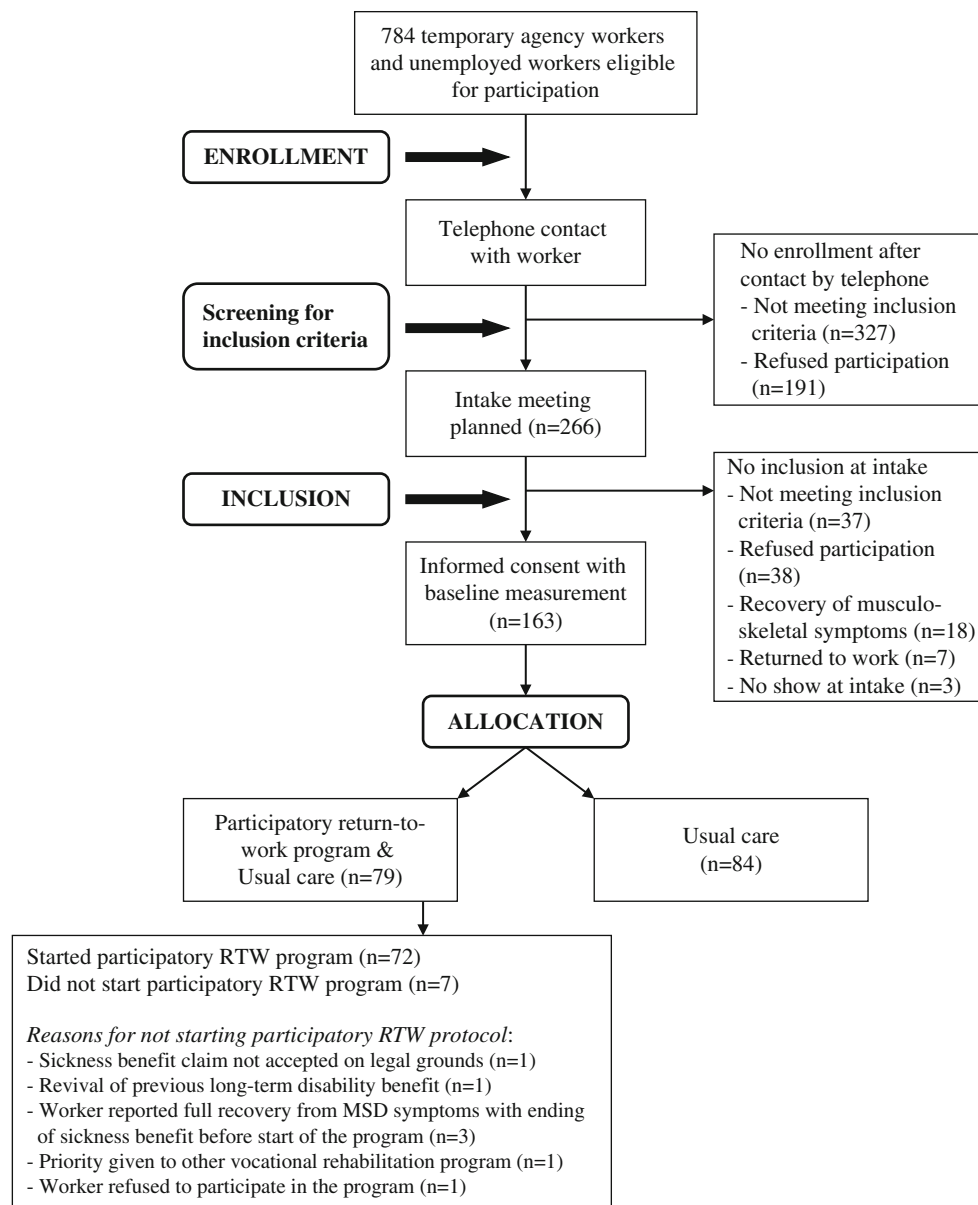 784 temporary agency workers
and unemployed workers eligible
for participation
ENROLLMENT
Telephone contact
with worker
No enrollment after
contact by telephone
- Not meeting inclusion
criteria (n=327)
- Refused participation
(n=191)
Screening for
inclusion criteria
Intake meeting
planned (n=266)
No inclusion at intake
- Not meeting inclusion
criteria (n=37)
- Refused participation
(n=38)
- Recovery of musculo-
skeletal symptoms (n=18)
- Returned to work (n=7)
- No show at intake (n=3)
INCLUSION
Informed consent with
baseline measurement
(n=163)
ALLOCATION
Participatory return-to-
work program &
Usual care (n=79)
Usual care
(n=84)
Started participatory RTW program (n=72)
Did not start participatory RTW program (n=7)
Reasons for not starting participatory RTW protocol:
- Sickness benefit claim not accepted on legal grounds (n=1)
- Revival of previous long-term disability benefit (n=1)
- Worker reported full recovery from MSD symptoms with ending
of sickness benefit before start of the program (n=3)
- Priority given to other vocational rehabilitation program (n=1)
- Worker refused to participate in the program (n=1)